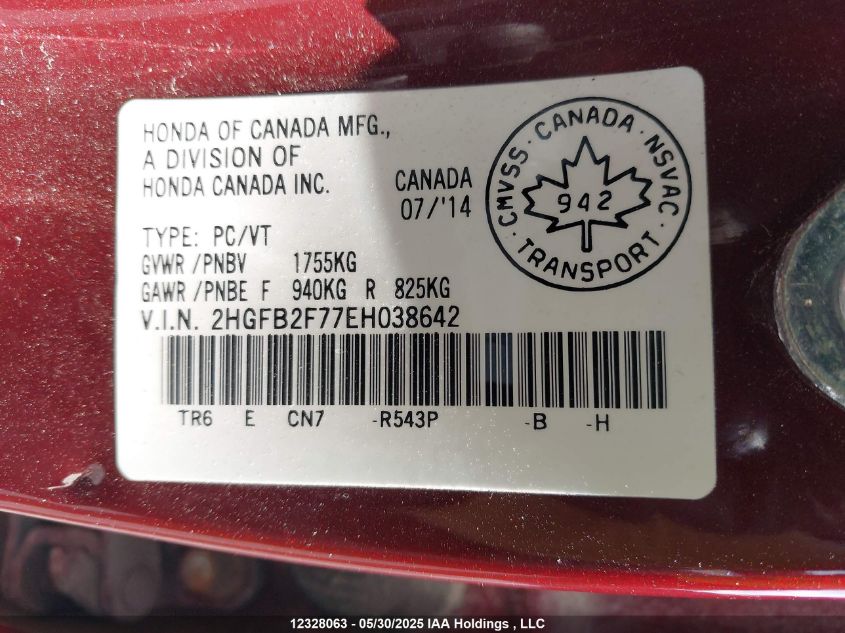 HONDA OF CANADA MFG.,
A DIVISION OF
HONDA CANADA INC.
CANADA
07/'14
CMVSS · CANADA · NSVAC
942
· TRANSPORT ·
TYPE: PC/VT
GVWR /PNBV 1755KG
GAWR /PNBE F 940KG R 825KG
V.I.N. 2HGFB2F77EH038642
TR6 E CN7 -R543P -B -H
12328063 - 05/30/2025 IAA Holdings , LLC